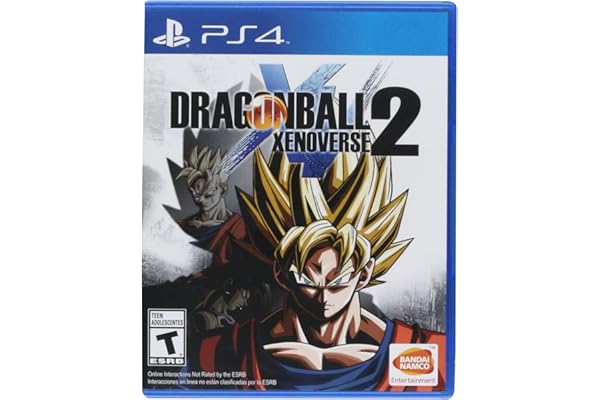 PS4
DRAGONBALL
XENOVERSE 2
TEEN
ADOLESCENTES
T
ESRB
Online Interactions Not Rated by the ESRB
Interacciones en línea no están clasificadas por la ESRB
BANDAI
NAMCO
Entertainment